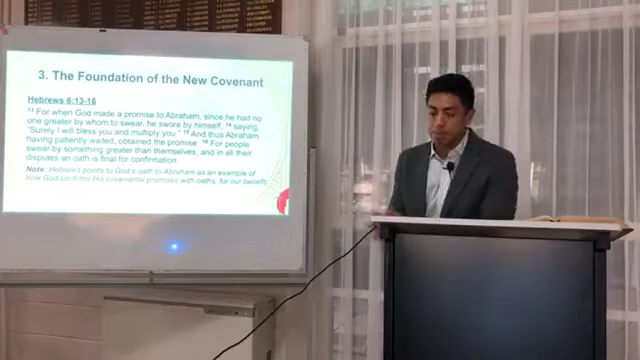 3. The Foundation of the New Covenant
Hebrews 6:13-16
13 For when God made a promise to Abraham, since he had no
one greater by whom to swear, he swore by himself, 14 saying,
"Surely I will bless you and multiply you." 15 And thus Abraham,
having patiently waited, obtained the promise. 16 For people
swear by something greater than themselves, and in all their
disputes an oath is final for confirmation.
Note: Hebrews points to God's oath to Abraham as an example of
how God confirms His covenantal promises with oaths, for our benefit